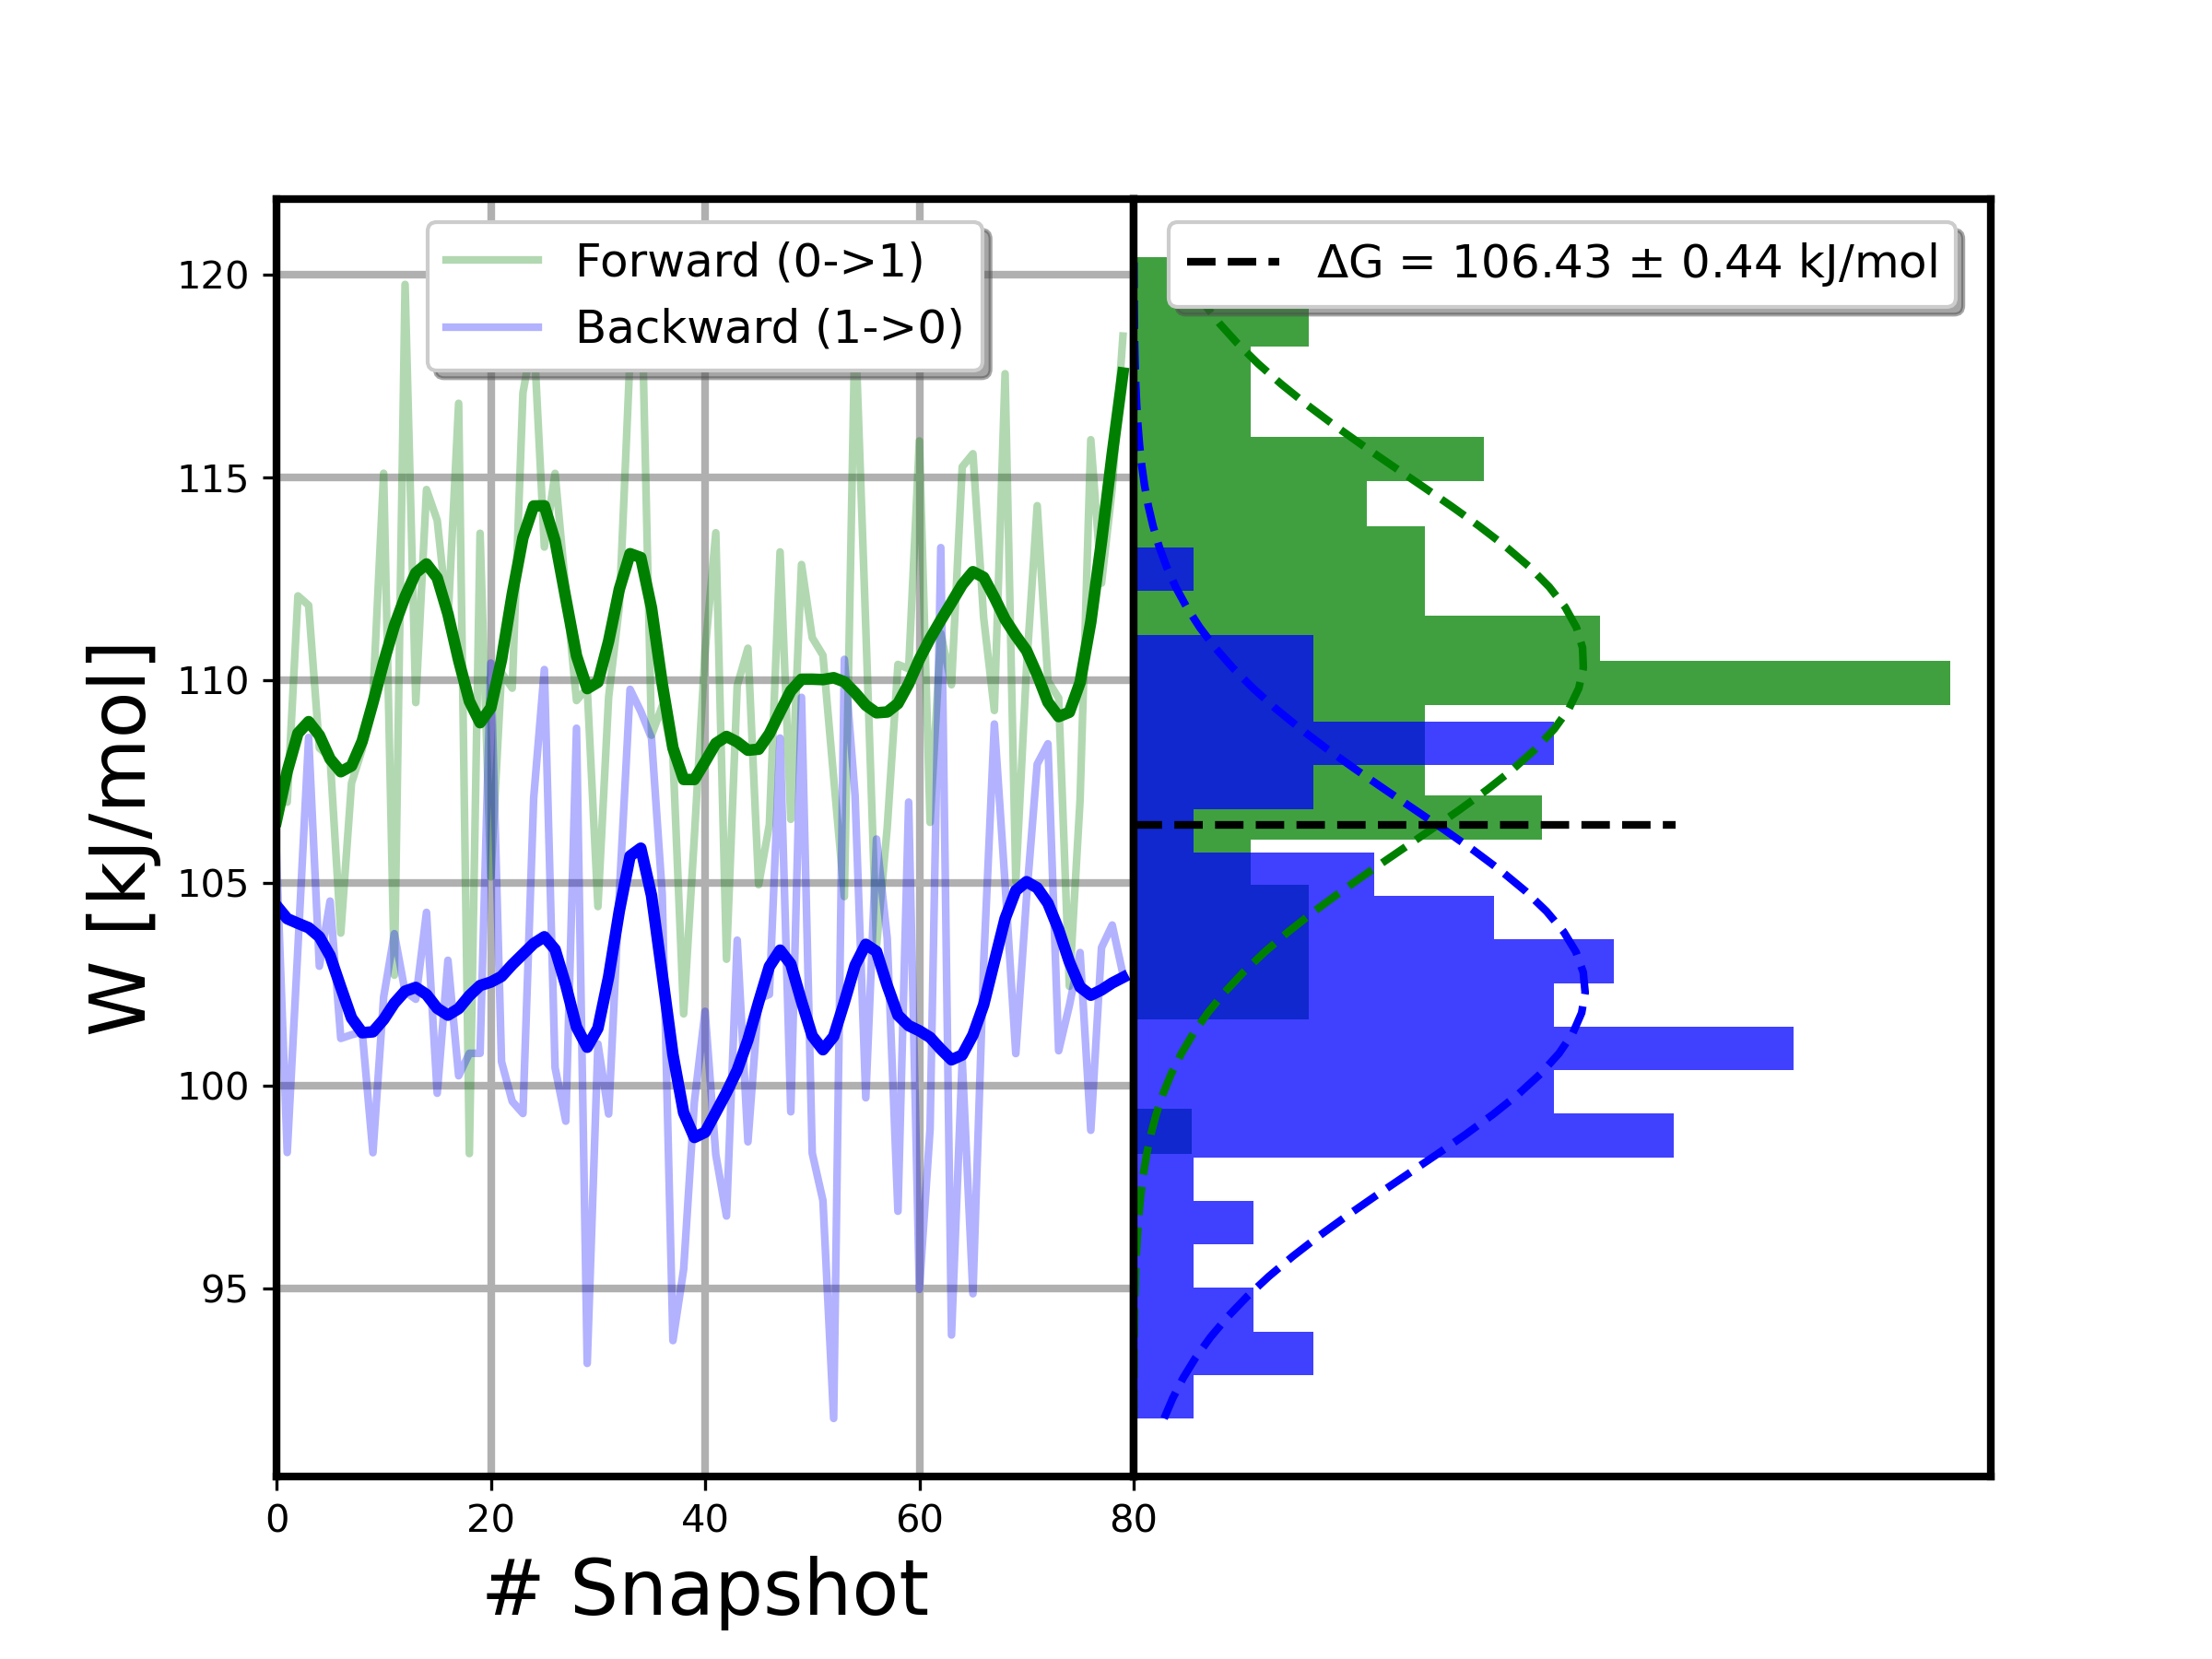 Forward (0->1)
Backward (1->0)
ΔG = 106.43 ± 0.44 kJ/mol
W [kJ/mol]
120
115
110
105
100
95
0 20 40 60 80
# Snapshot